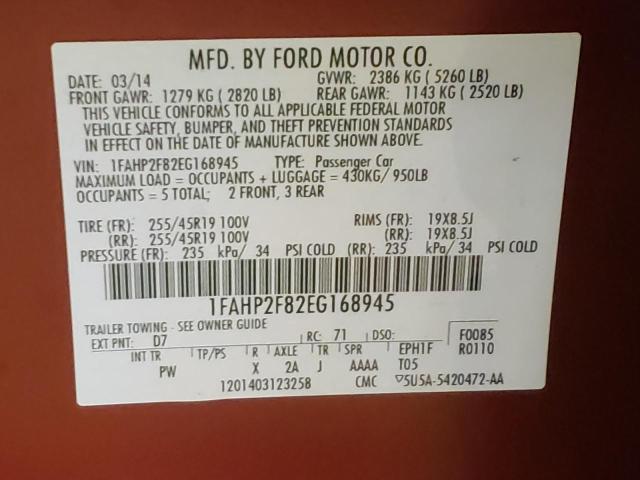 MFD. BY FORD MOTOR CO.
DATE: 03/14 GVWR: 2386 KG ( 5260 LB)
FRONT GAWR: 1279 KG ( 2820 LB) REAR GAWR: 1143 KG ( 2520 LB)
THIS VEHICLE CONFORMS TO ALL APPLICABLE FEDERAL MOTOR
VEHICLE SAFETY, BUMPER, AND THEFT PREVENTION STANDARDS
IN EFFECT ON THE DATE OF MANUFACTURE SHOWN ABOVE.
VIN: 1FAHP2F82EG168945 TYPE: Passenger Car
MAXIMUM LOAD = OCCUPANTS + LUGGAGE = 430KG/ 950LB
OCCUPANTS = 5 TOTAL; 2 FRONT, 3 REAR
TIRE (FR): 255/45R19 100V RIMS (FR): 19X8.5J
(RR): 255/45R19 100V (RR): 19X8.5J
PRESSURE (FR): 235 kPa/ 34 PSI COLD (RR): 235 kPa/ 34 PSI COLD
1FAHP2F82EG168945
TRAILER TOWING - SEE OWNER GUIDE
EXT PNT: D7 RC: 71 DSO: F0085
INT TR TP/PS R AXLE TR SPR EPH1F R0110
PW X 2A J AAAA T05
1201403123258 CMC 5U5A-5420472-AA